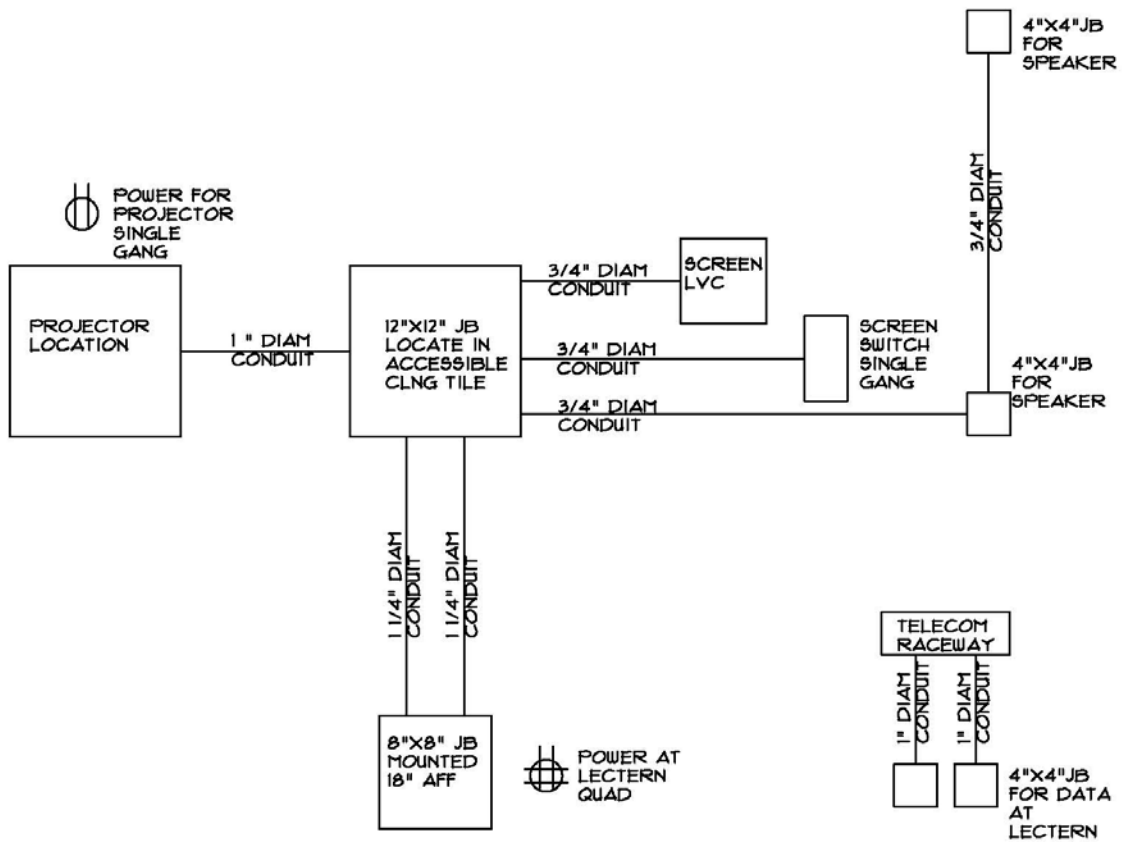 4"X4"JB
FOR
SPEAKER
3/4" DIAM
CONDUIT
POWER FOR
PROJECTOR
SINGLE
GANG
PROJECTOR
LOCATION
1 " DIAM
CONDUIT
12"X12" JB
LOCATE IN
ACCESSIBLE
CLNG TILE
3/4" DIAM
CONDUIT
SCREEN
LVC
3/4" DIAM
CONDUIT
SCREEN
SWITCH
SINGLE
GANG
3/4" DIAM
CONDUIT
4"X4"JB
FOR
SPEAKER
1 1/4" DIAM
CONDUIT
1 1/4" DIAM
CONDUIT
8"X8" JB
MOUNTED
18" AFF
POWER AT
LECTERN
QUAD
TELECOM
RACEWAY
1" DIAM
CONDUIT
1" DIAM
CONDUIT
4"X4"JB
FOR DATA
AT
LECTERN